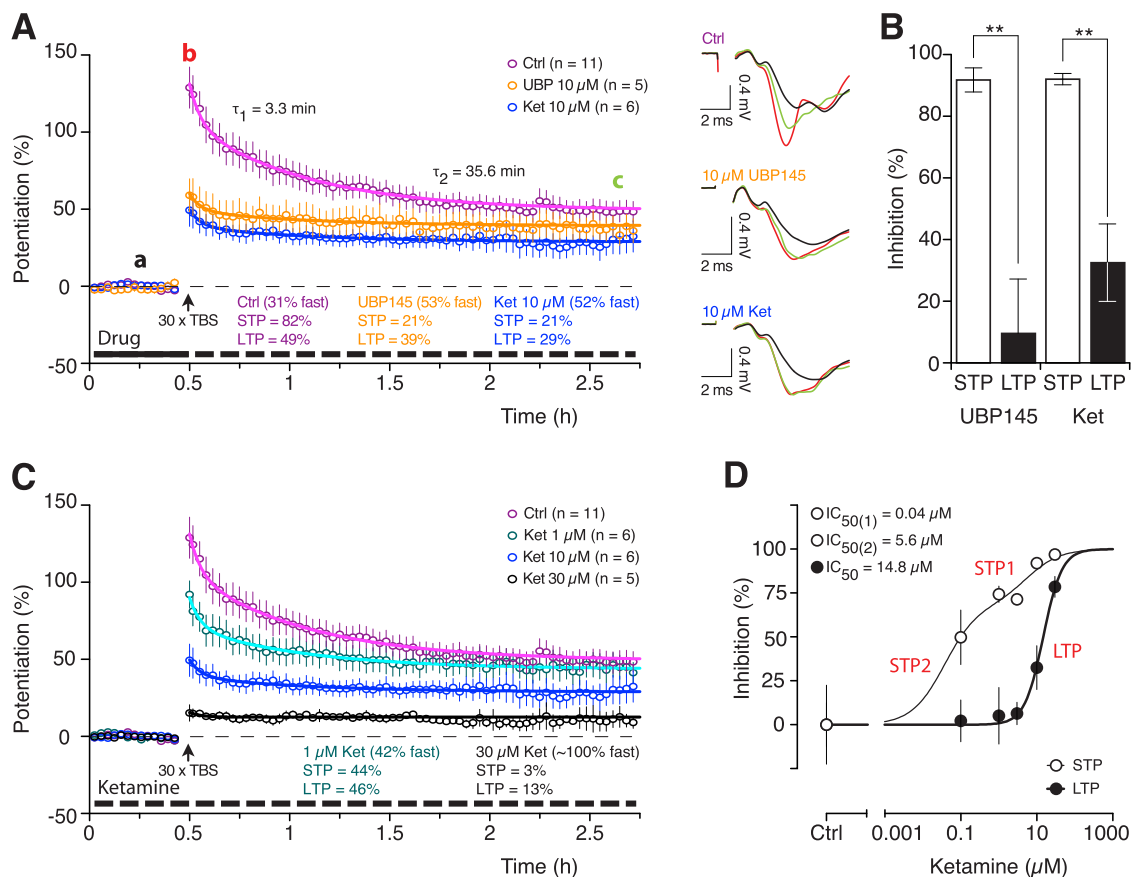 A
150
100
50
0
-50
Potentiation (%)
b
τ1 = 3.3 min
τ2 = 35.6 min
c
a
Ctrl (n = 11)
UBP 10 µM (n = 5)
Ket 10 µM (n = 6)
30 x TBS
Drug
Ctrl (31% fast)
STP = 82%
LTP = 49%
UBP145 (53% fast)
STP = 21%
LTP = 39%
Ket 10 µM (52% fast)
STP = 21%
LTP = 29%
0 0.5 1 1.5 2 2.5
Time (h)
Ctrl
0.4 mV
2 ms
10 µM UBP145
0.4 mV
2 ms
10 µM Ket
0.4 mV
2 ms
B
100
80
60
40
20
0
Inhibition (%)
** **
STP LTP STP LTP
UBP145 Ket
C
150
100
50
0
-50
Potentiation (%)
Ctrl (n = 11)
Ket 1 µM (n = 6)
Ket 10 µM (n = 6)
Ket 30 µM (n = 5)
30 x TBS
Ketamine
1 µM Ket (42% fast)
STP = 44%
LTP = 46%
30 µM Ket (~100% fast)
STP = 3%
LTP = 13%
0 0.5 1 1.5 2 2.5
Time (h)
D
100
75
50
25
0
Inhibition (%)
IC50(1) = 0.04 µM
IC50(2) = 5.6 µM
IC50 = 14.8 µM
STP1
STP2
LTP
STP
LTP
Ctrl 0.001 0.1 10 1000
Ketamine (µM)